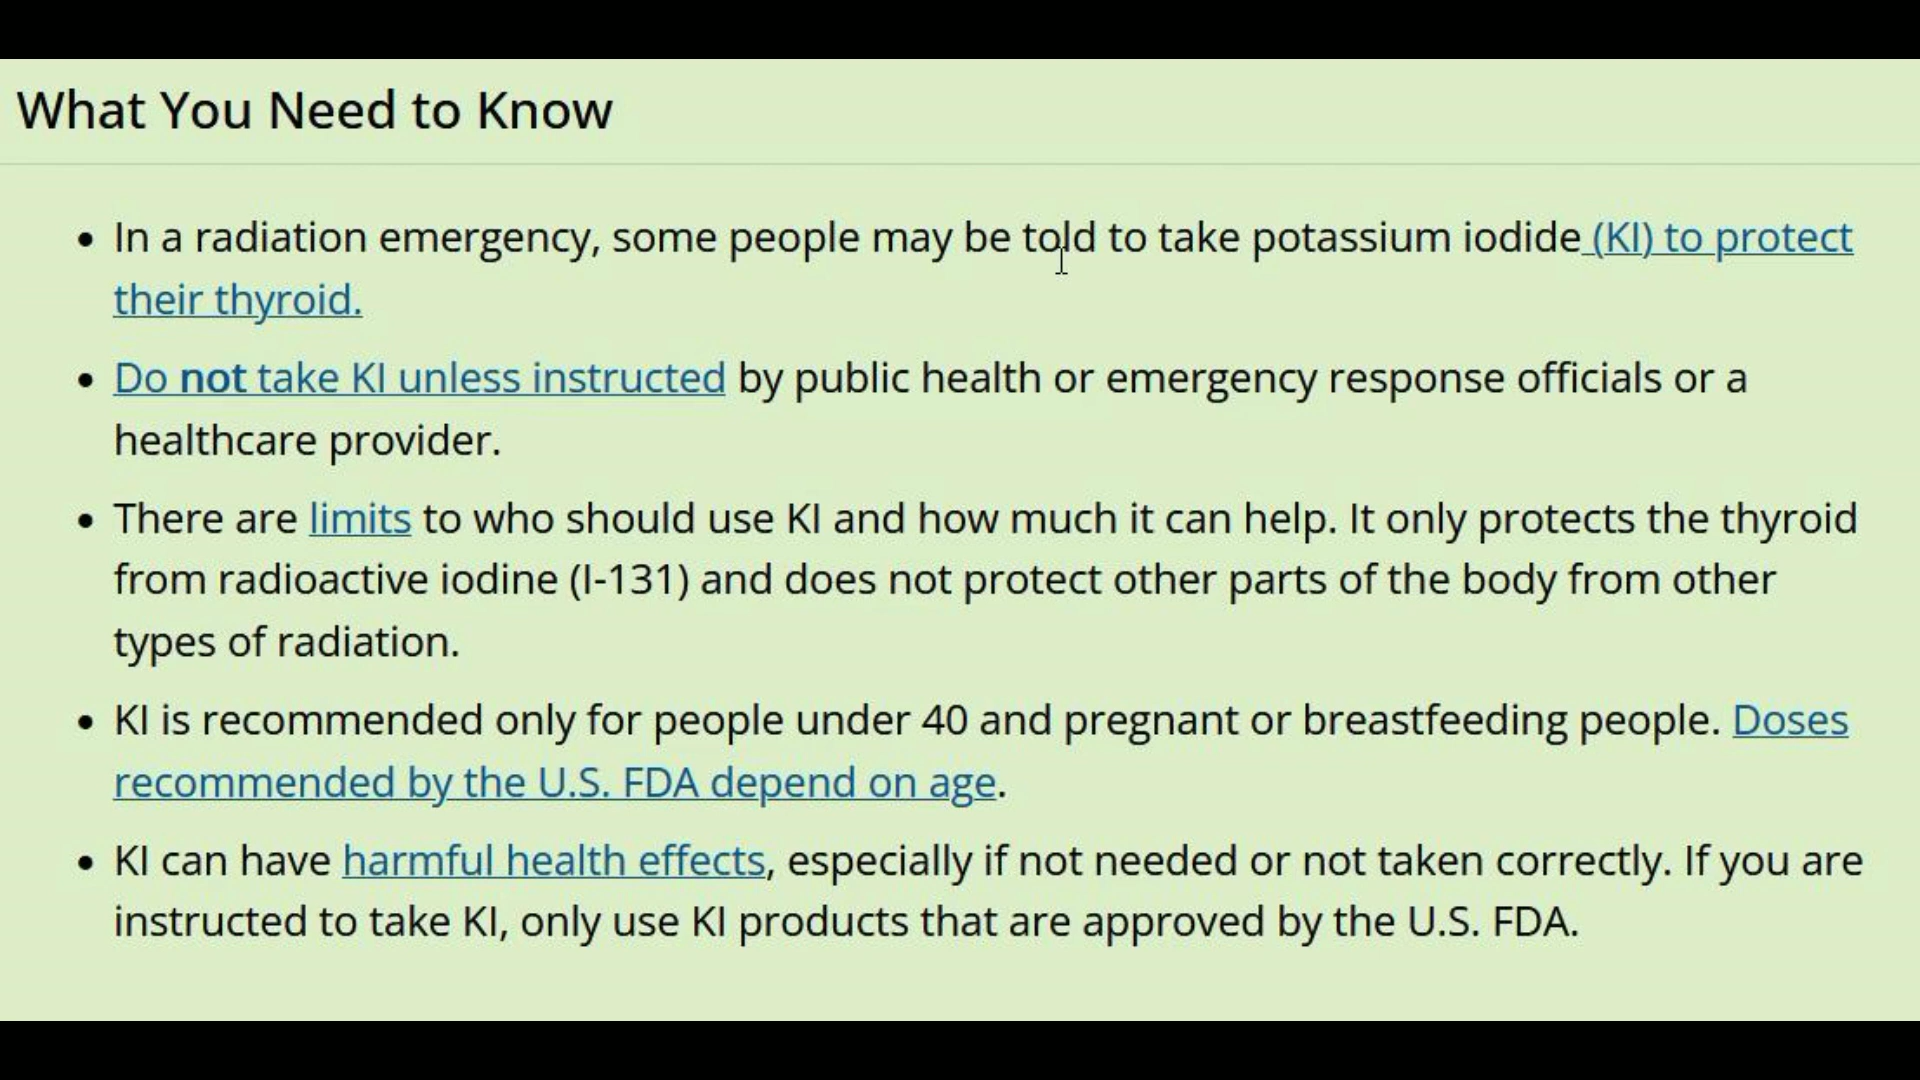 What You Need to Know
• In a radiation emergency, some people may be told to take potassium iodide (KI) to protect
their thyroid.
• Do not take KI unless instructed by public health or emergency response officials or a
healthcare provider.
• There are limits to who should use KI and how much it can help. It only protects the thyroid
from radioactive iodine (I-131) and does not protect other parts of the body from other
types of radiation.
• KI is recommended only for people under 40 and pregnant or breastfeeding people. Doses
recommended by the U.S. FDA depend on age.
• KI can have harmful health effects, especially if not needed or not taken correctly. If you are
instructed to take KI, only use KI products that are approved by the U.S. FDA.